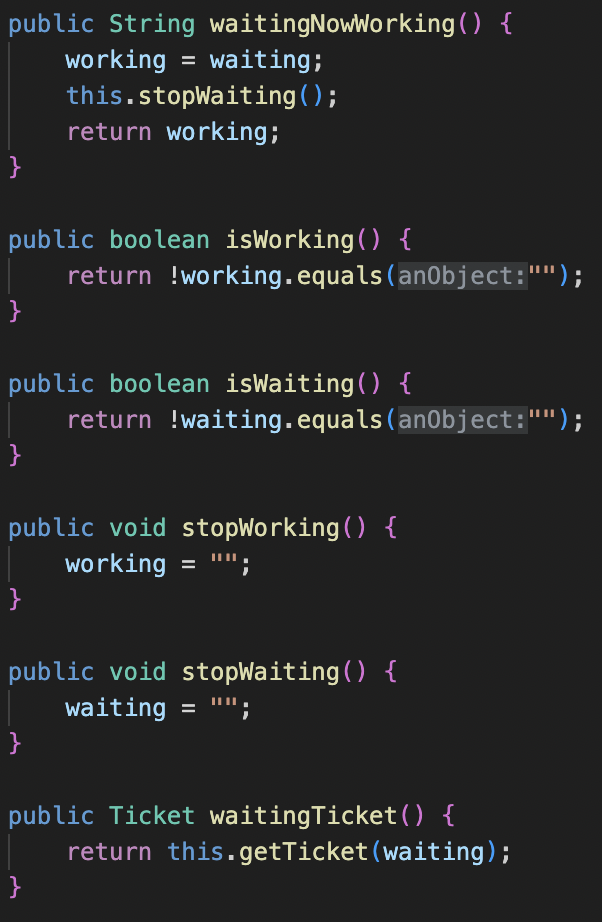 public String waitingNowWorking() {
    working = waiting;
    this.stopWaiting();
    return working;
}

public boolean isWorking() {
    return !working.equals(anObject:"");
}

public boolean isWaiting() {
    return !waiting.equals(anObject:"");
}

public void stopWorking() {
    working = "";
}

public void stopWaiting() {
    waiting = "";
}

public Ticket waitingTicket() {
    return this.getTicket(waiting);
}